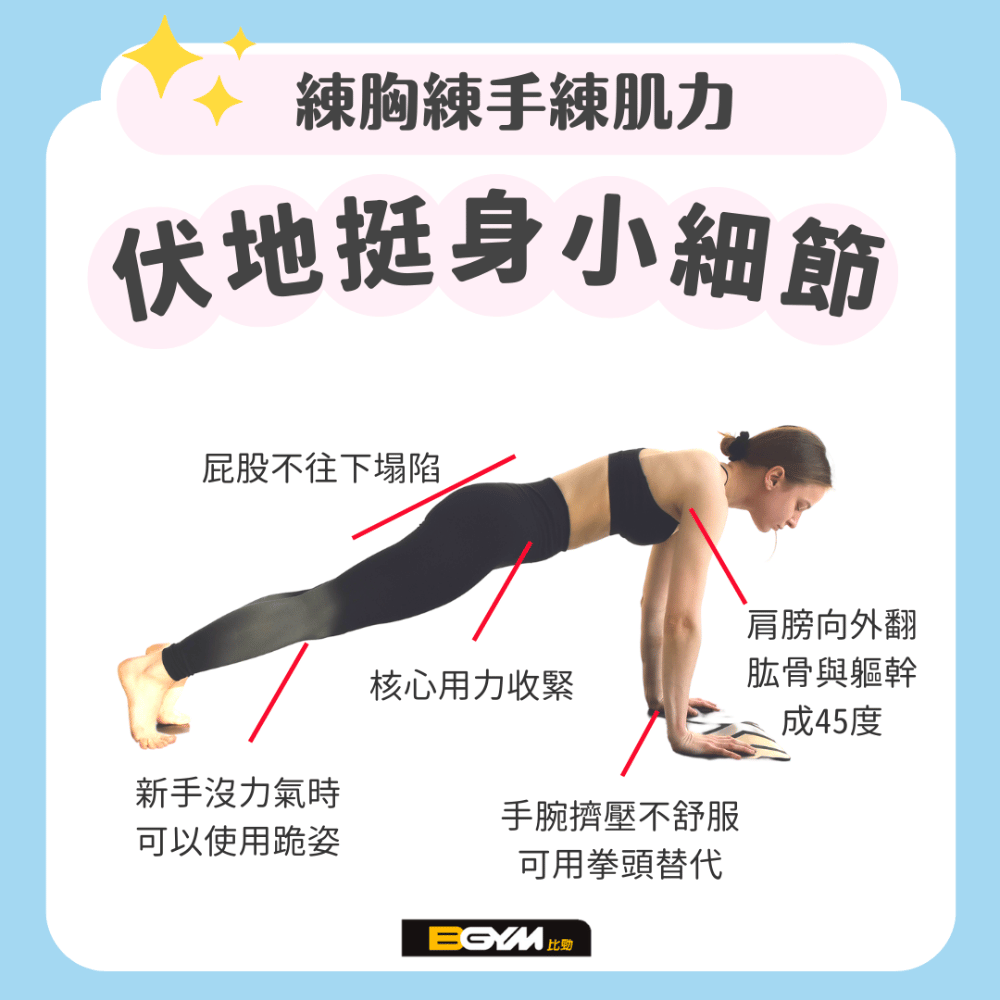 練胸練手練肌力
伏地挺身小細節
屁股不往下塌陷
肩膀向外翻
肱骨與軀幹
成45度
核心用力收緊
新手沒力氣時
可以使用跪姿
手腕擠壓不舒服
可用拳頭替代
BGYM 比勁